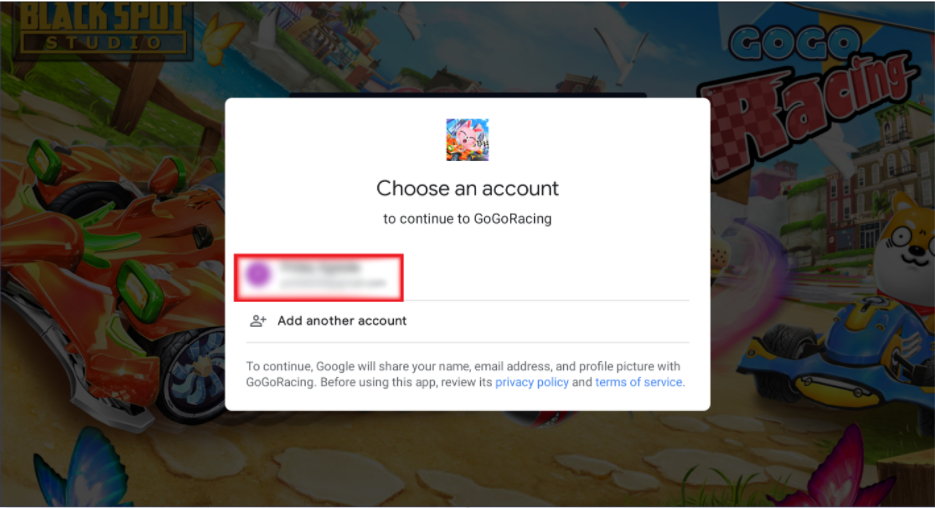 BLACK SPOT
STUDIO
GOGO
Racing
Choose an account
to continue to GoGoRacing
Add another account
To continue, Google will share your name, email address, and profile picture with
GoGoRacing. Before using this app, review its privacy policy and terms of service.